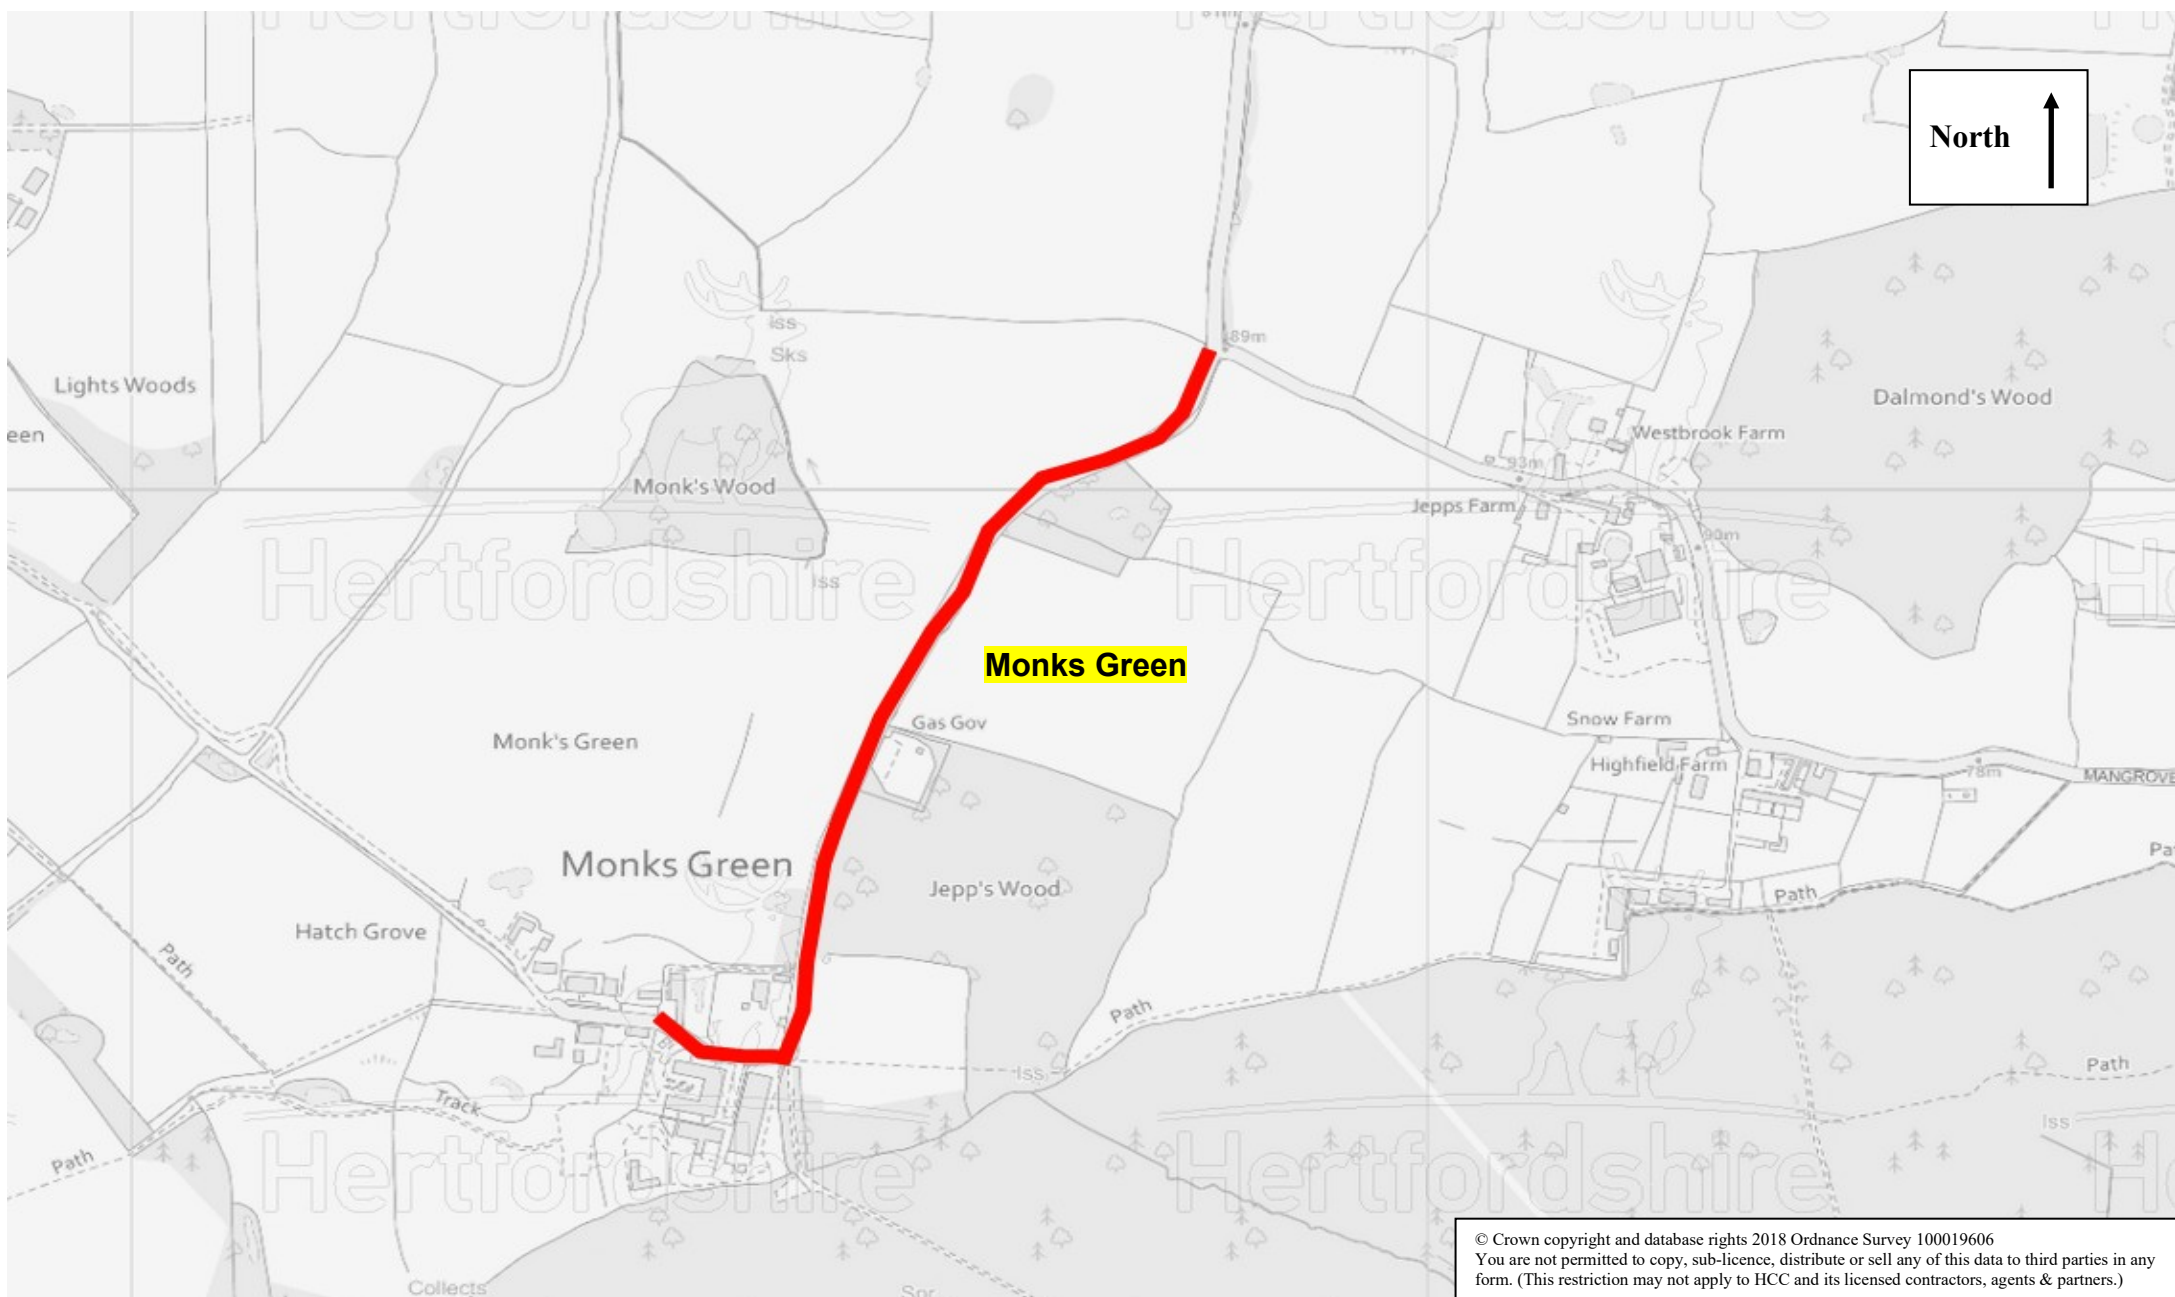 Hertfordshire
Hertfordshire
North
89m
iss
Sks
Lights Woods
Dalmond's Wood
een
Westbrook Farm
93m
Monk's Wood
Jepps Farm
90m
Hertfordshire
Hertfordshire
iss
Monks Green
Snow Farm
Gas Gov
Monk's Green
Highfield Farm
78m
MANGROVE
Monks Green
Jepp's Wood
Path
Hatch Grove
Path
Path
Iss
Path
Track
Iss
Hertfordshire
Hertfordshire
Path
Collects
Spr
© Crown copyright and database rights 2018 Ordnance Survey 100019606
You are not permitted to copy, sub-licence, distribute or sell any of this data to third parties in any
form. (This restriction may not apply to HCC and its licensed contractors, agents & partners.)